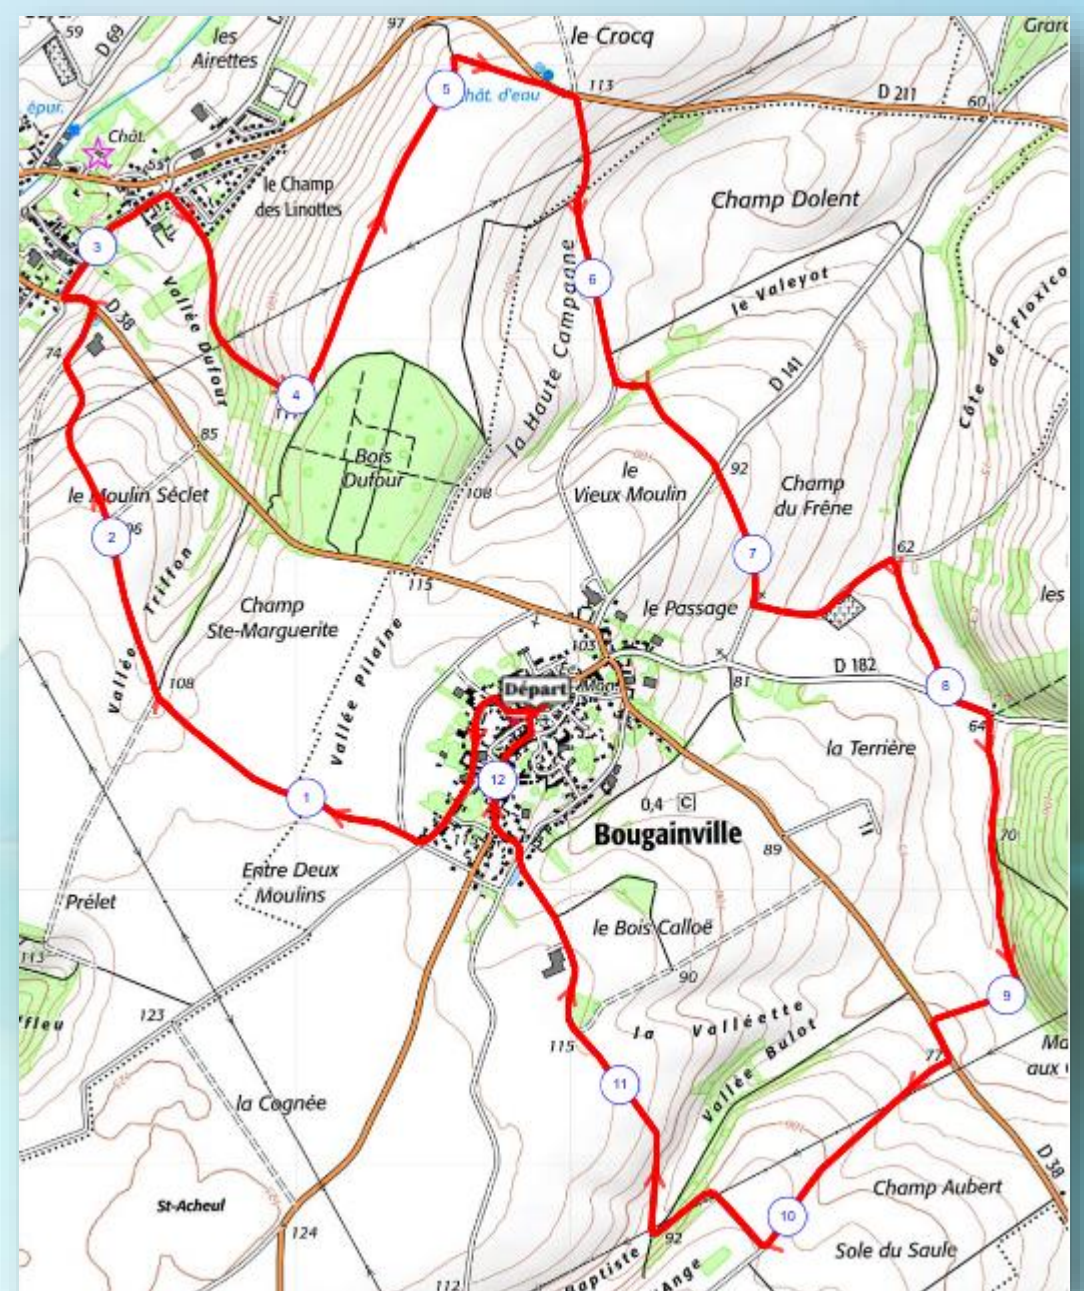 59
D 69
les
Airettes
97
le Crocq
épur.
Chât.
5
hât. d'eau
113
D 211
60
55
le Champ
des Linottes
3
Champ Dolent
6
la Haute Campagne
le Valeyot
Côte de Floxico
D 38
Vallée Dufour
74
4
D 141
85
Bois
Dufour
le
Vieux Moulin
92
Champ
du Frêne
le Moulin Séclet
108
2
96
7
62
Vallée Trilfon
Champ
Ste-Marguerite
115
le Passage
les
103
Vallée Pilaine
D 182
81
8
Départ
108
64
la Terrière
12
1
0,4 C
Bougainville
70
115
89
Entre Deux
Moulins
Prélet
le Bois Calloë
113
90
9
ffleu
123
la Valléette
115
Vallée Bulot
77
Ma
aux
11
la Cognée
D 38
St-Acheul
Champ Aubert
10
124
92
Sole du Saule
Baptiste
Ange
112